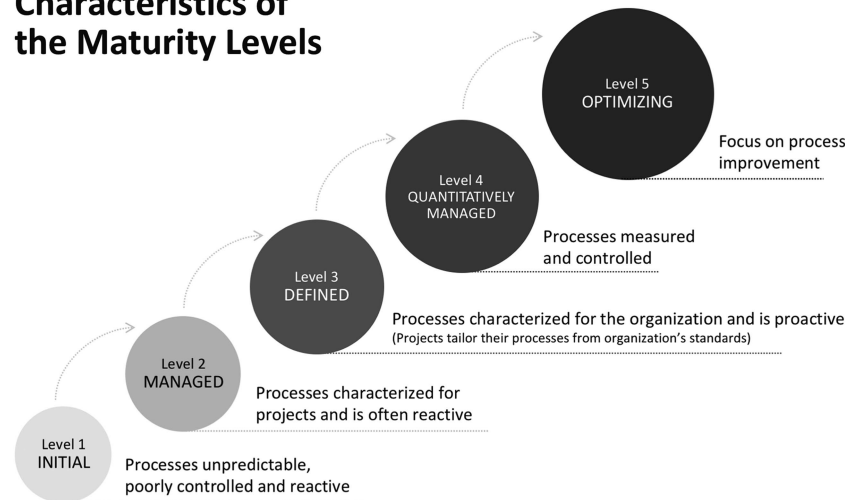 Characteristics of
the Maturity Levels
Level 5
OPTIMIZING
Focus on process
improvement
Level 4
QUANTITATIVELY
MANAGED
Processes measured
and controlled
Level 3
DEFINED
Processes characterized for the organization and is proactive
(Projects tailor their processes from organization's standards)
Level 2
MANAGED
Processes characterized for
projects and is often reactive
Level 1
INITIAL
Processes unpredictable,
poorly controlled and reactive